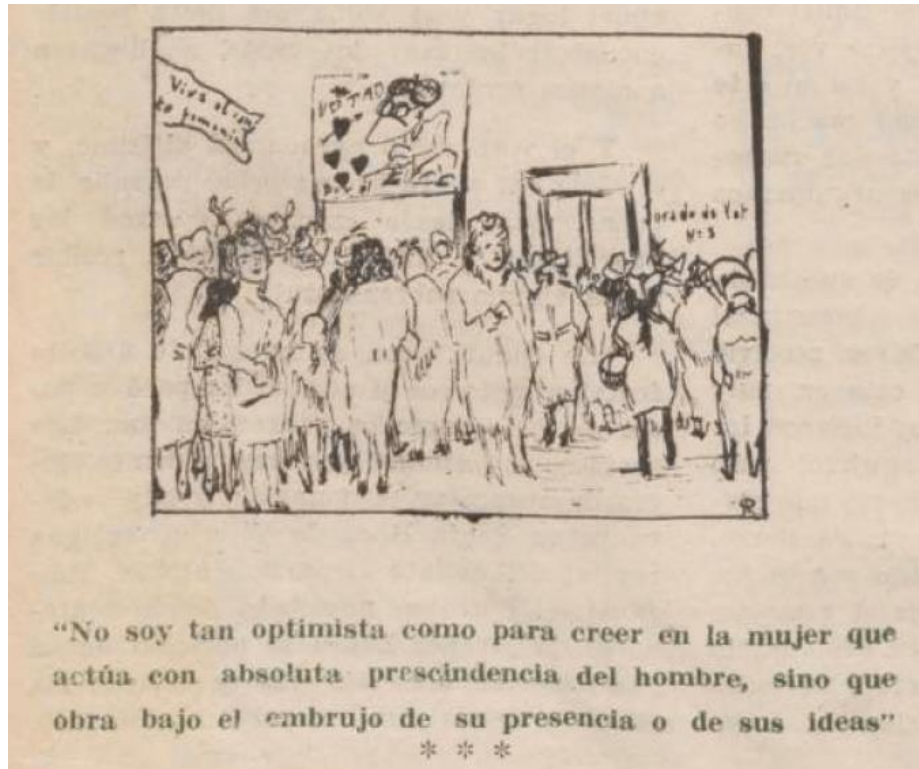 Viva el
femenin
VOTAD
"No soy tan optimista como para creer en la mujer que
actúa con absoluta prescindencia del hombre, sino que
obra bajo el embrujo de su presencia o de sus ideas"
* * *